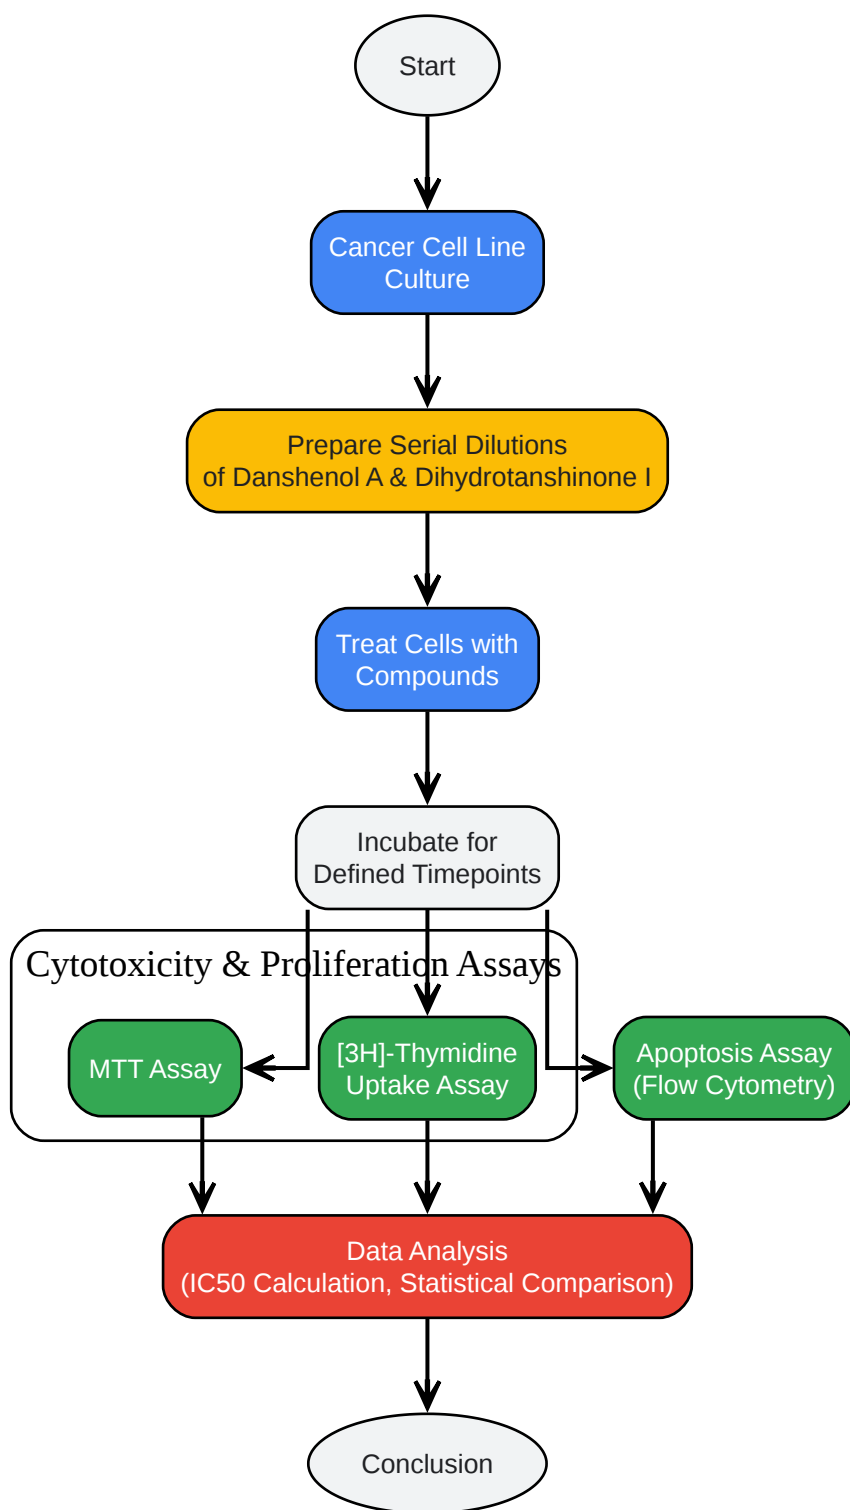 Start
Cancer Cell Line
Culture
Prepare Serial Dilutions
of Danshenol A & Dihydrotanshinone I
Treat Cells with
Compounds
Incubate for
Defined Timepoints
Cytotoxicity & Proliferation Assays
MTT Assay
[3H]-Thymidine
Uptake Assay
Apoptosis Assay
(Flow Cytometry)
Data Analysis
(IC50 Calculation, Statistical Comparison)
Conclusion